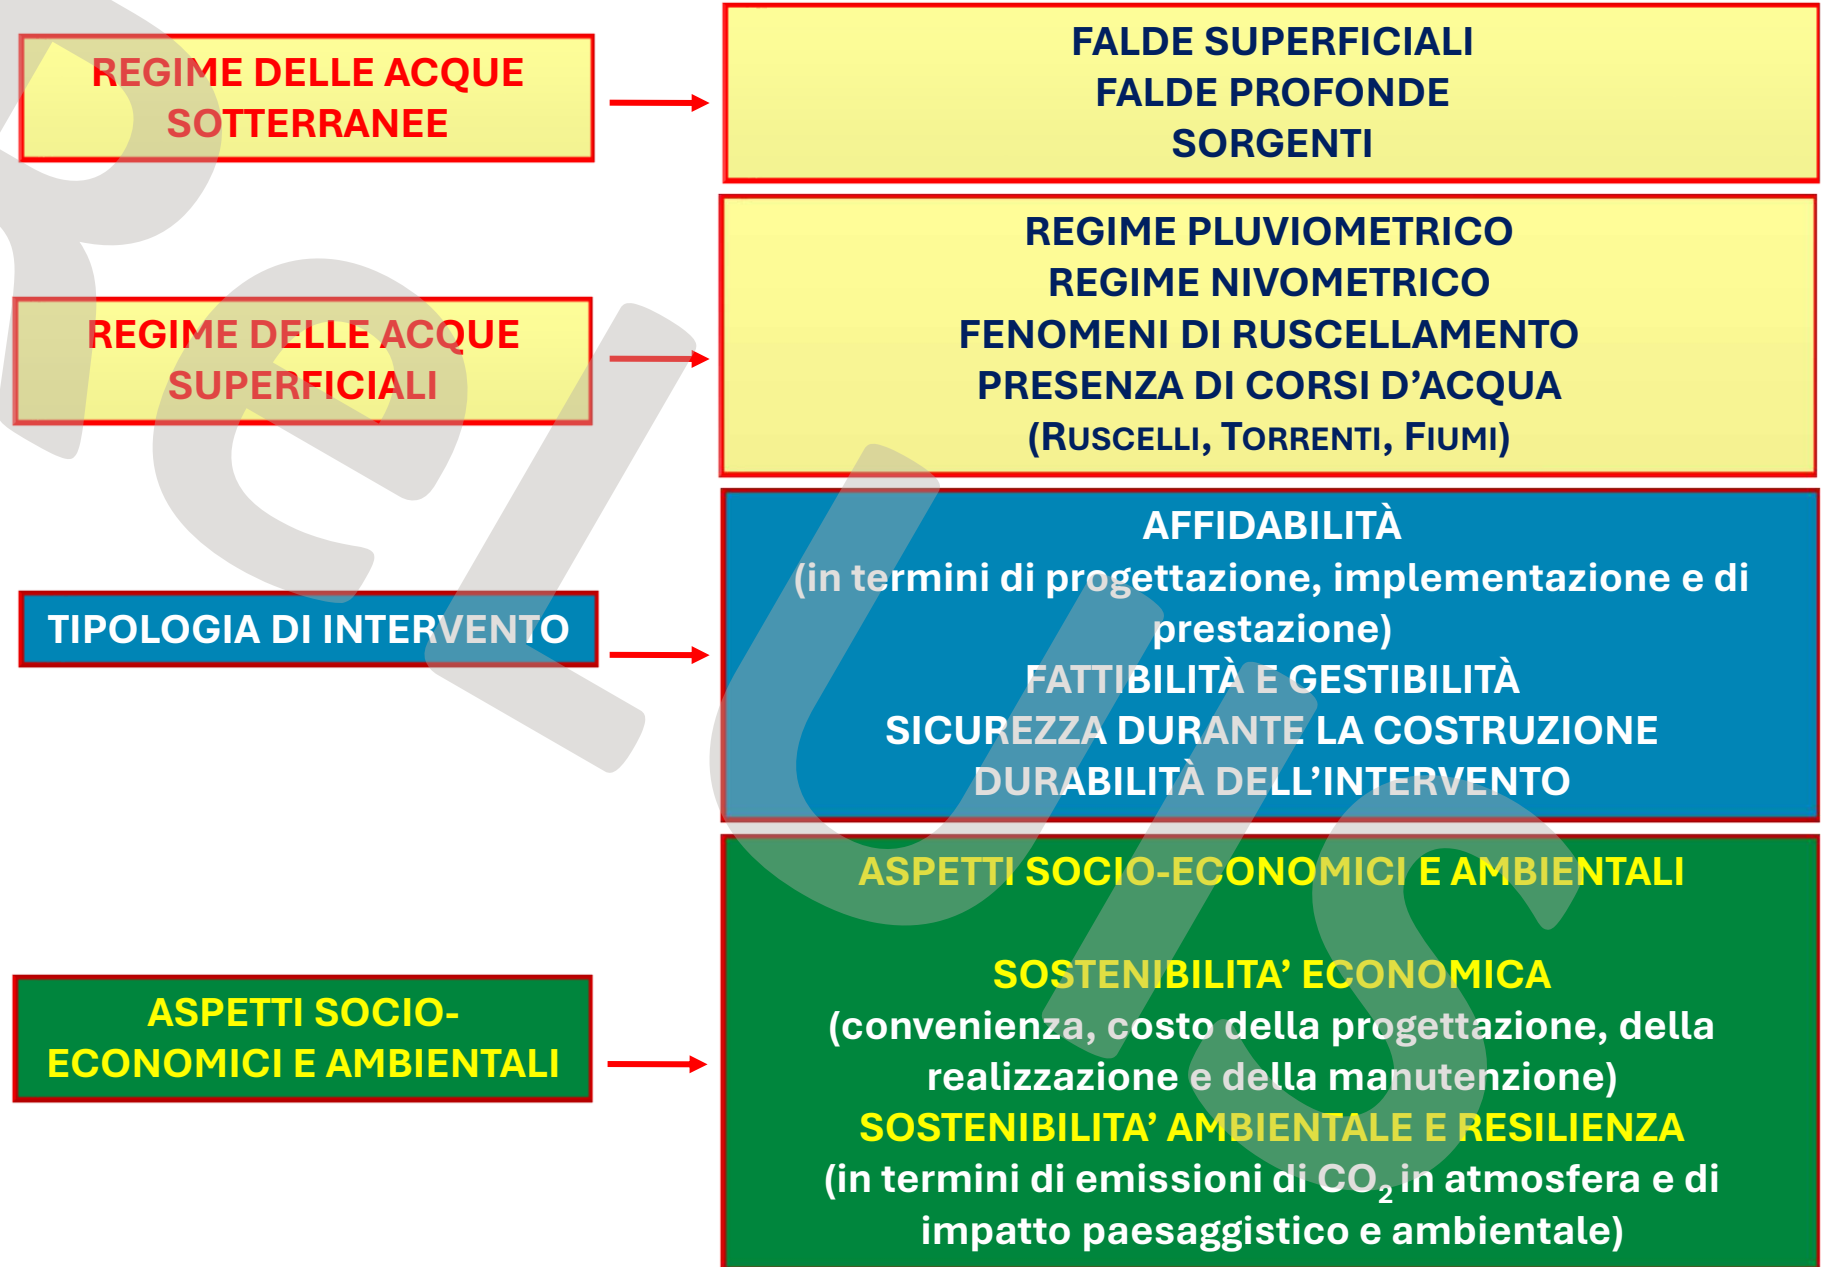 REGIME DELLE ACQUE
SOTTERRANEE
FALDE SUPERFICIALI
FALDE PROFONDE
SORGENTI
REGIME DELLE ACQUE
SUPERFICIALI
REGIME PLUVIOMETRICO
REGIME NIVOMETRICO
FENOMENI DI RUSCELLAMENTO
PRESENZA DI CORSI D’ACQUA
(RUSCELLI, TORRENTI, FIUMI)
TIPOLOGIA DI INTERVENTO
AFFIDABILITÀ
(in termini di progettazione, implementazione e di
prestazione)
FATTIBILITÀ E GESTIBILITÀ
SICUREZZA DURANTE LA COSTRUZIONE
DURABILITÀ DELL’INTERVENTO
ASPETTI SOCIO-
ECONOMICI E AMBIENTALI
ASPETTI SOCIO-ECONOMICI E AMBIENTALI
SOSTENIBILITA’ ECONOMICA
(convenienza, costo della progettazione, della
realizzazione e della manutenzione)
SOSTENIBILITA’ AMBIENTALE E RESILIENZA
(in termini di emissioni di CO₂ in atmosfera e di
impatto paesaggistico e ambientale)
ReLUIS